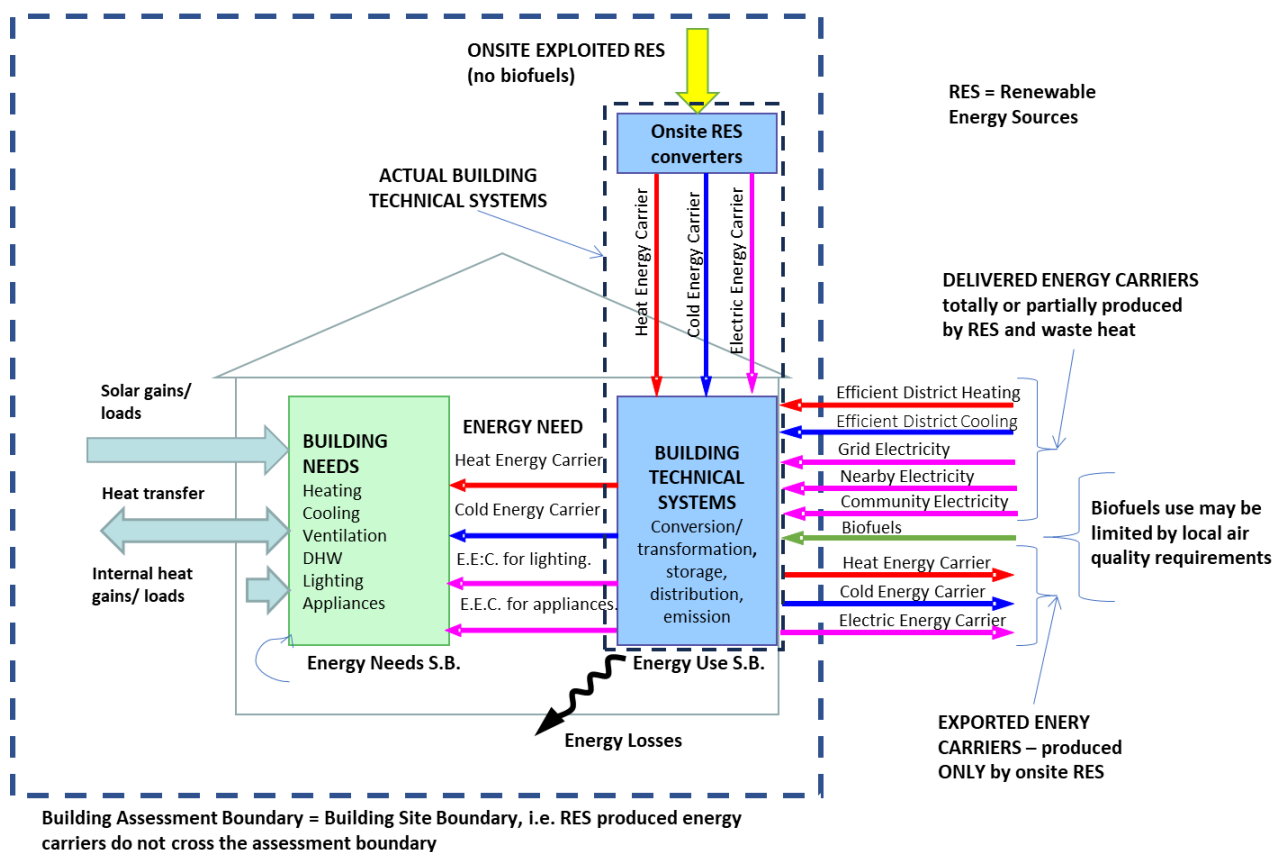 ONSITE EXPLOITED RES
(no biofuels)
RES = Renewable
Energy Sources
Onsite RES
converters
ACTUAL BUILDING
TECHNICAL SYSTEMS
Heat Energy Carrier
Cold Energy Carrier
Electric Energy Carrier
DELIVERED ENERGY CARRIERS
totally or partially produced
by RES and waste heat
Solar gains/
loads
Heat transfer
Internal heat
gains/ loads
BUILDING
NEEDS
Heating
Cooling
Ventilation
DHW
Lighting
Appliances
ENERGY NEED
Heat Energy Carrier
Cold Energy Carrier
E.E:C. for lighting.
E.E.C. for appliances.
BUILDING
TECHNICAL
SYSTEMS
Conversion/
transformation,
storage,
distribution,
emission
Efficient District Heating
Efficient District Cooling
Grid Electricity
Nearby Electricity
Community Electricity
Biofuels
Heat Energy Carrier
Cold Energy Carrier
Electric Energy Carrier
Biofuels use may be
limited by local air
quality requirements
Energy Needs S.B.
Energy Use S.B.
Energy Losses
EXPORTED ENERY
CARRIERS – produced
ONLY by onsite RES
Building Assessment Boundary = Building Site Boundary, i.e. RES produced energy
carriers do not cross the assessment boundary